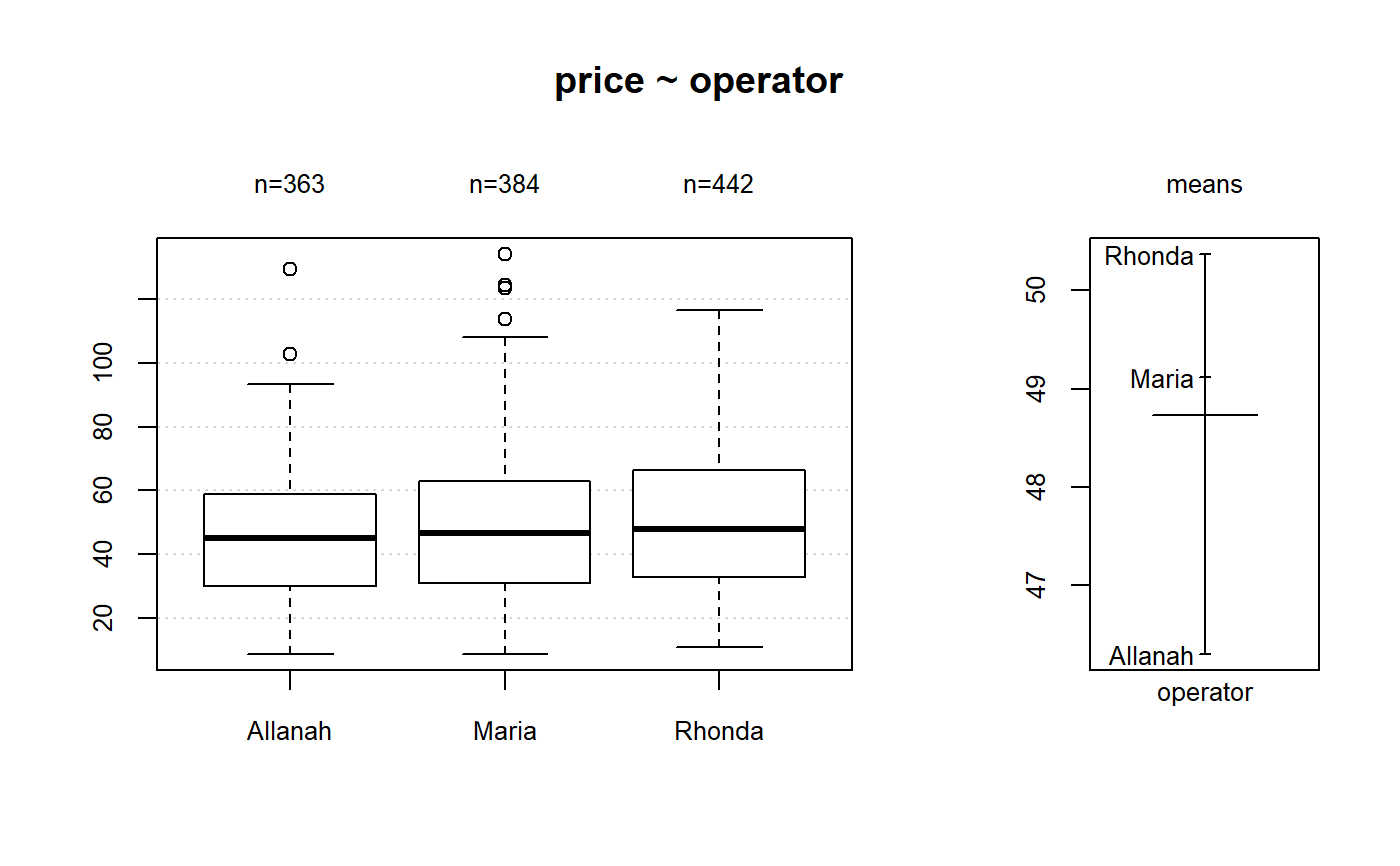 price ~ operator
n=363 n=384 n=442
means
100
80
60
40
20
Allanah Maria Rhonda
50
49
48
47
Rhonda
Maria
Allanah
operator